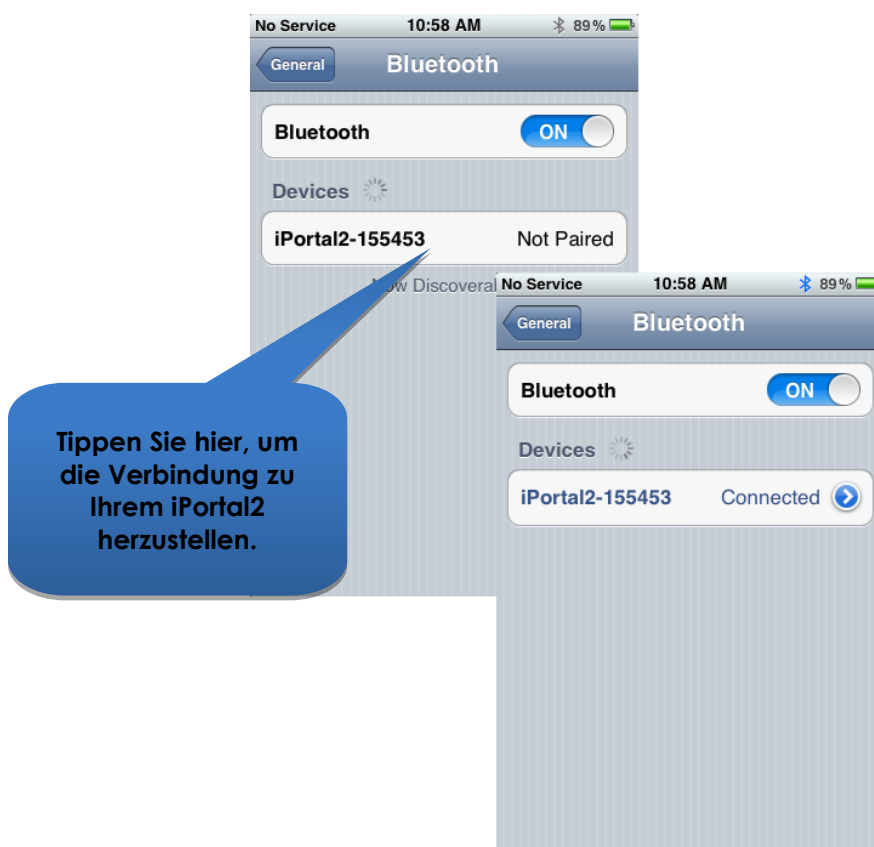 No Service 10:58 AM 89%
General Bluetooth
Bluetooth ON
Devices
iPortal2-155453 Not Paired
Discoverab
Tippen Sie hier, um
die Verbindung zu
Ihrem iPortal2
herzustellen.
No Service 10:58 AM 89%
General Bluetooth
Bluetooth ON
Devices
iPortal2-155453 Connected